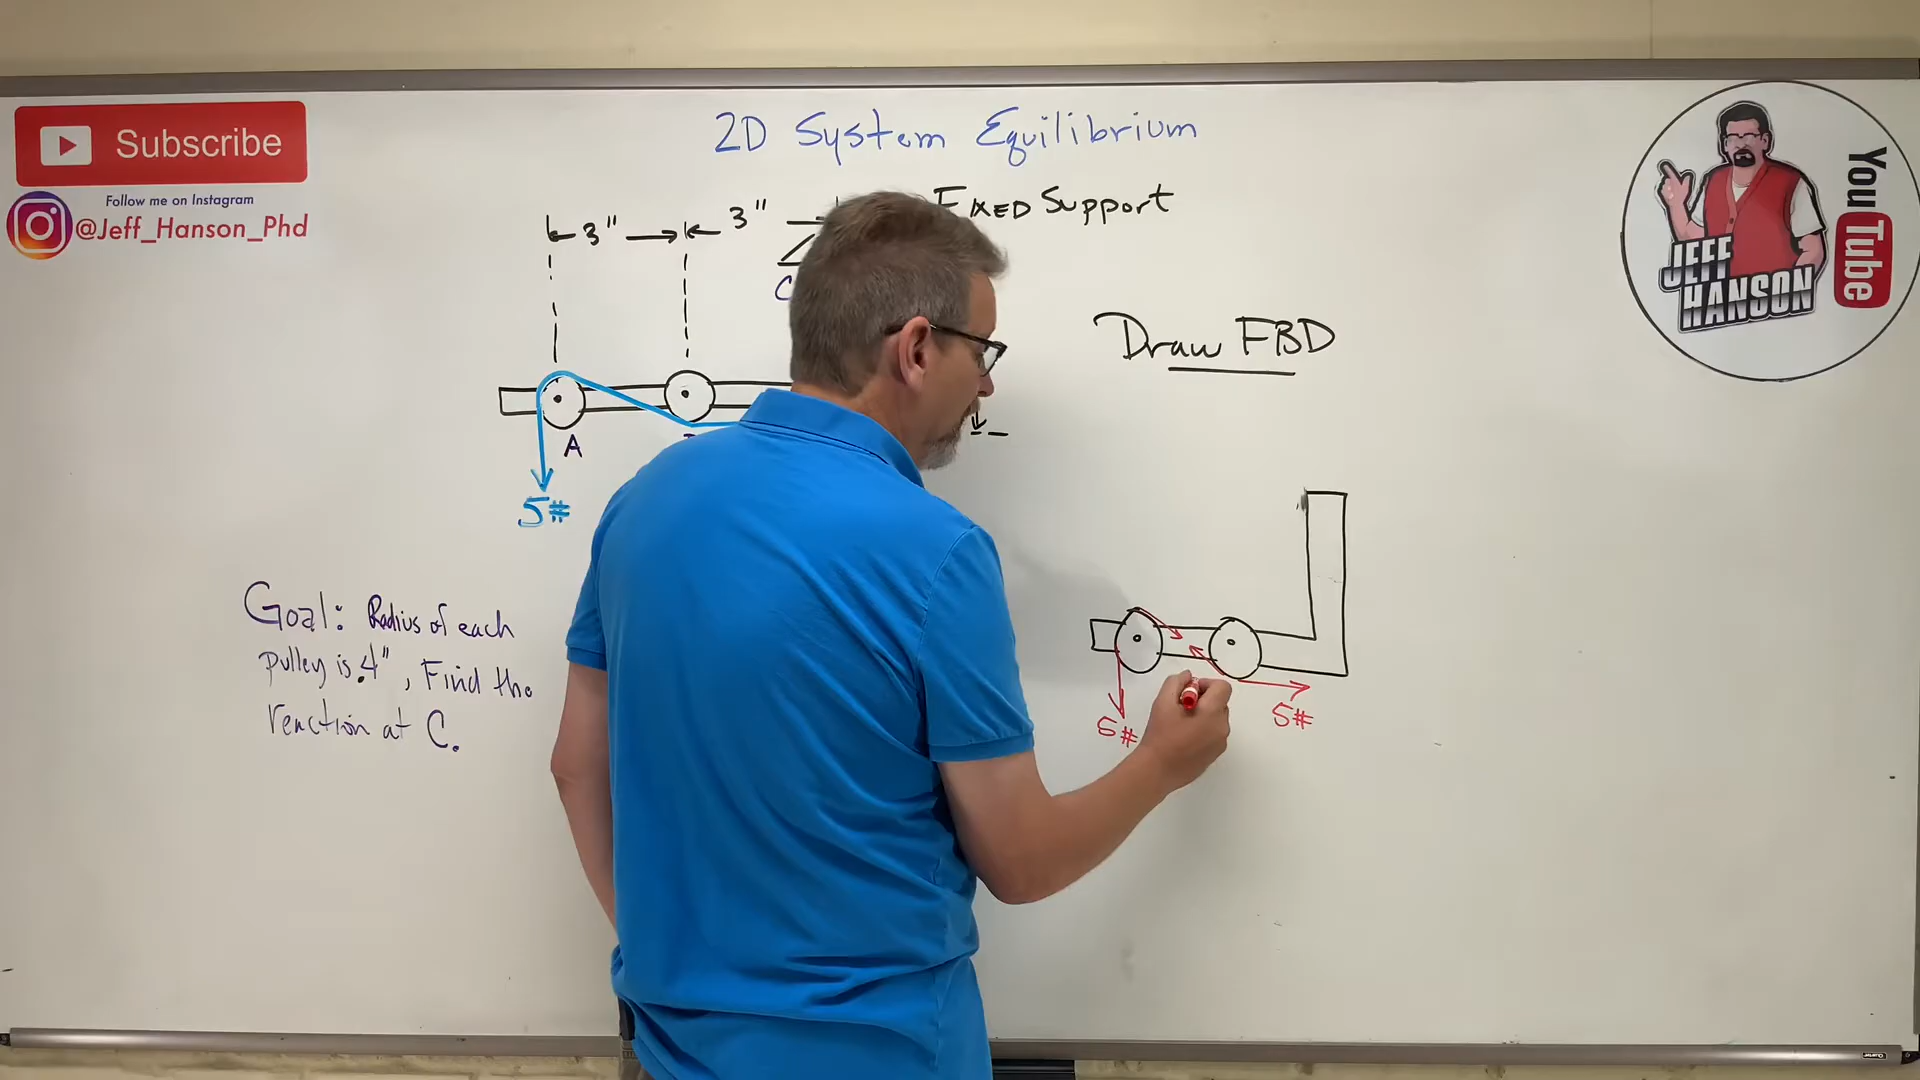 Subscribe
Follow me on Instagram
@Jeff_Hanson_Phd
2D System Equilibrium
Fixed Support
3"
3"
C
Draw FBD
A
5#
Goal: Radius of each
pulley is .4", Find the
reaction at C.
5#
5#
JEFF
HANSON
YouTube